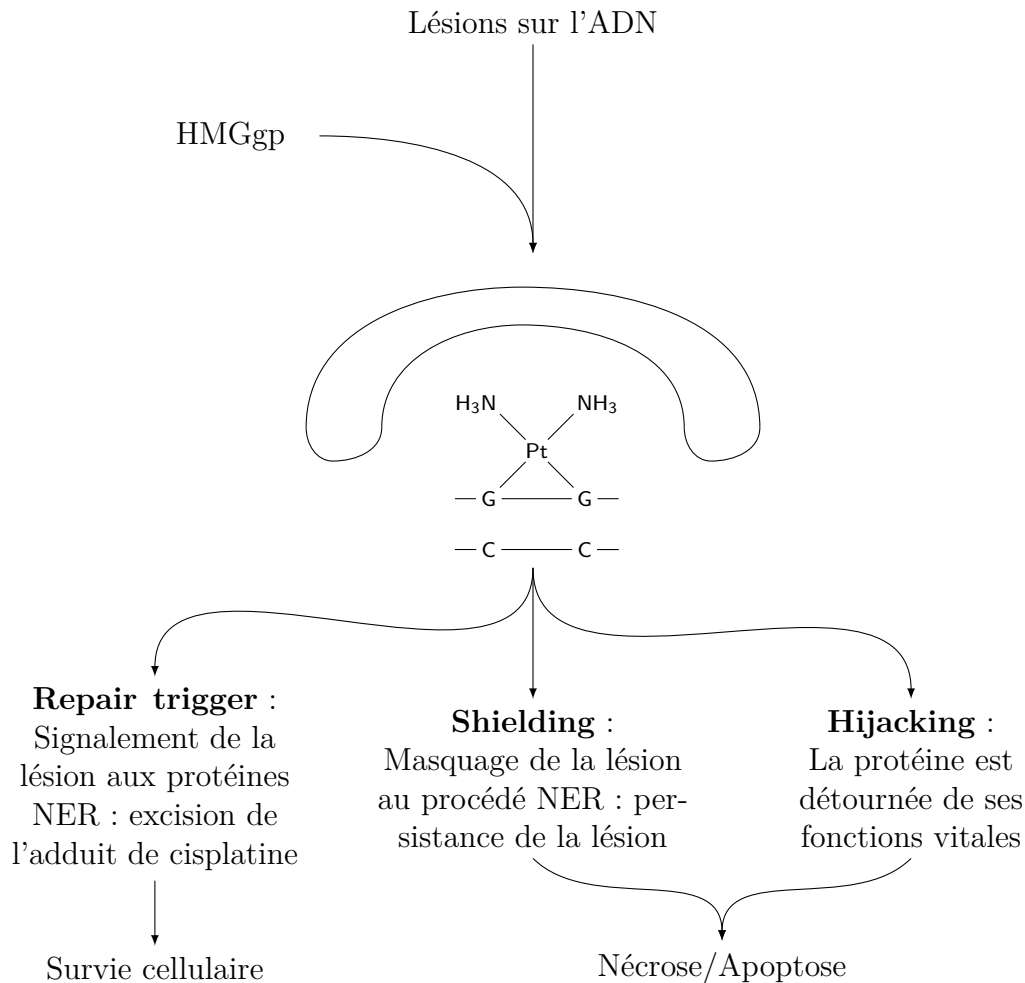 Lésions sur l'ADN
HMGgp
H₃N NH₃
Pt
G G
C C
Repair trigger :
Signalement de la
lésion aux protéines
NER : excision de
l'adduit de cisplatine
Shielding :
Masquage de la lésion
au procédé NER : per-
sistance de la lésion
Hijacking :
La protéine est
détournée de ses
fonctions vitales
Survie cellulaire
Nécrose/Apoptose